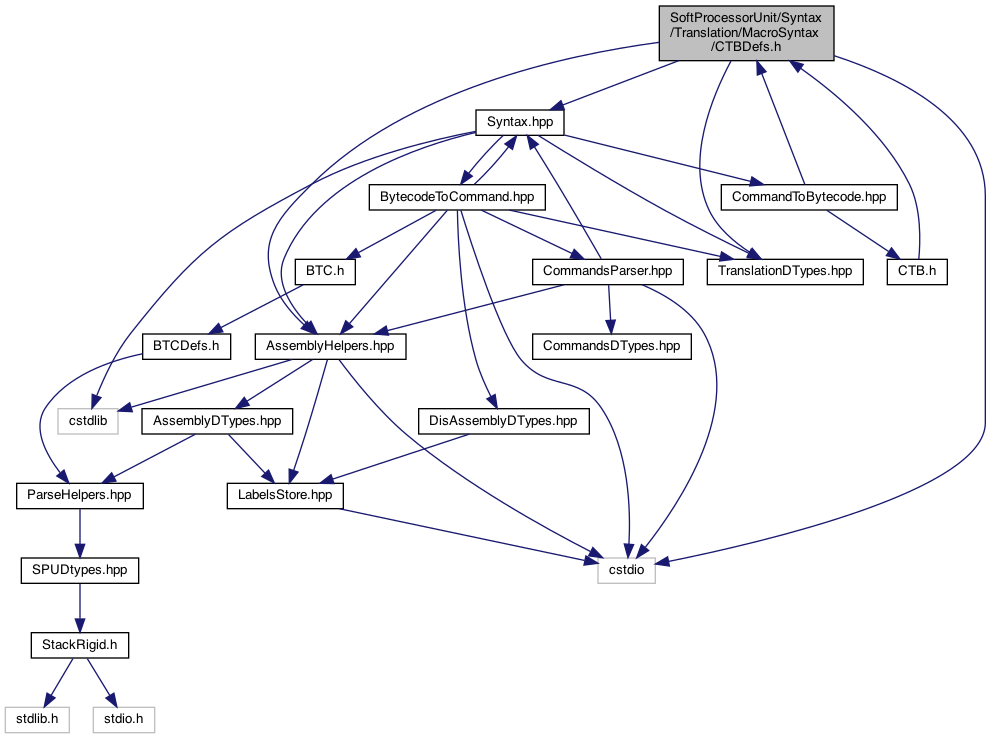 SoftProcessorUnit/Syntax
/Translation/MacroSyntax
/CTBDefs.h
Syntax.hpp
BytecodeToCommand.hpp
CommandToBytecode.hpp
BTC.h
CommandsParser.hpp
TranslationDTypes.hpp
CTB.h
BTCDefs.h
AssemblyHelpers.hpp
CommandsDTypes.hpp
cstdlib
AssemblyDTypes.hpp
DisAssemblyDTypes.hpp
ParseHelpers.hpp
LabelsStore.hpp
SPUDtypes.hpp
cstdio
StackRigid.h
stdlib.h
stdio.h